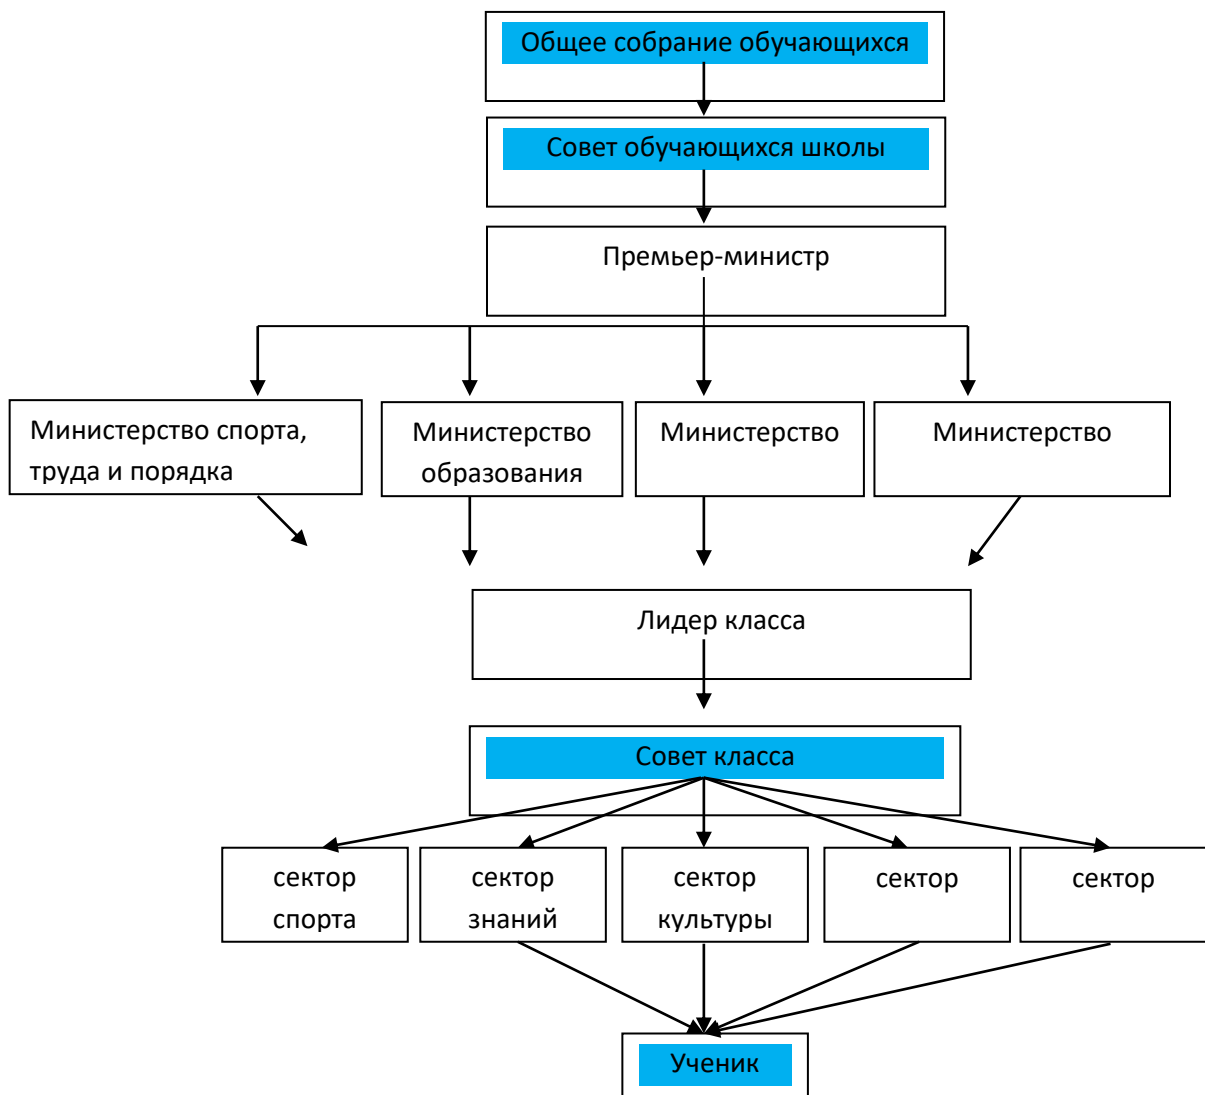 Общее собрание обучающихся
Совет обучающихся школы
Премьер-министр
Министерство спорта,
труда и порядка
Министерство
образования
Министерство
Министерство
Лидер класса
Совет класса
сектор
спорта
сектор
знаний
сектор
культуры
сектор
сектор
Ученик